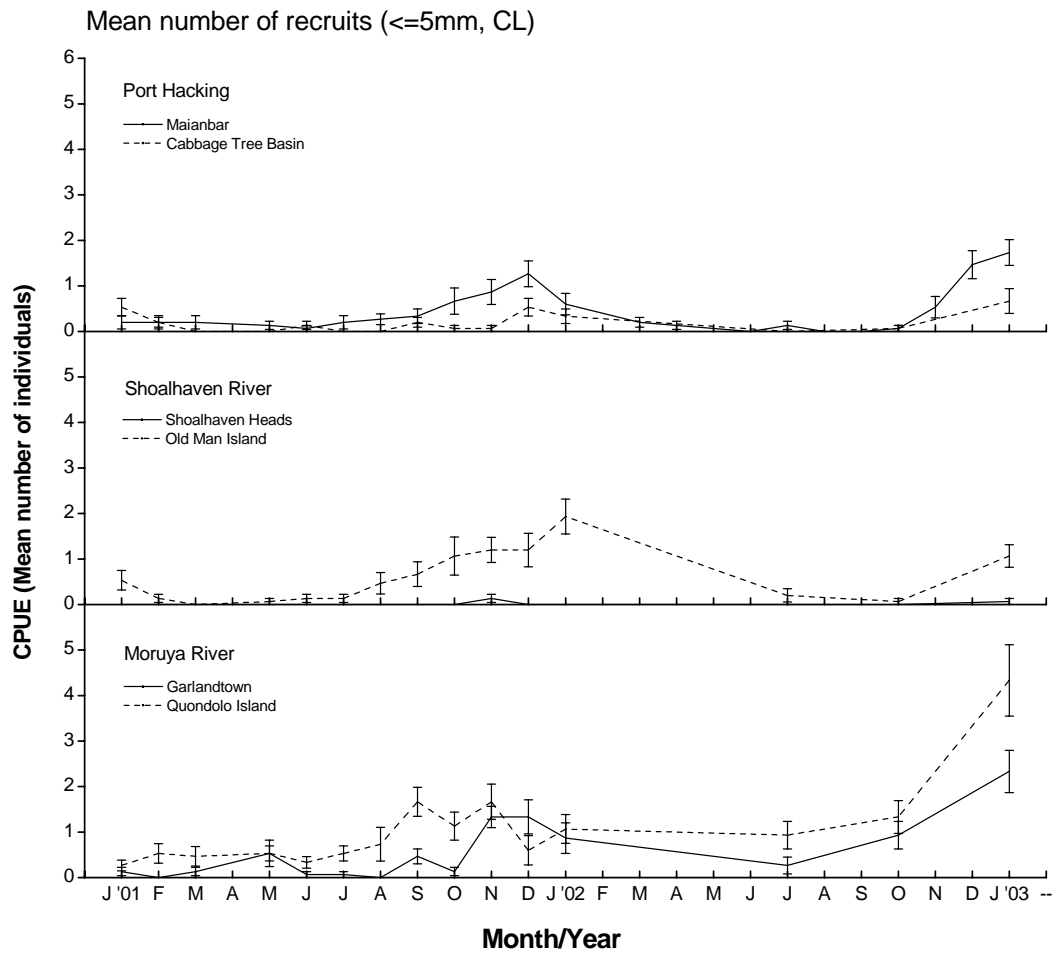 Mean number of recruits (<=5mm, CL)
6
5
4
3
2
1
0
Port Hacking
Maianbar
Cabbage Tree Basin
5
4
3
2
1
0
Shoalhaven River
Shoalhaven Heads
Old Man Island
5
4
3
2
1
0
Moruya River
Garlandtown
Quondolo Island
CPUE (Mean number of individuals)
J '01 F M A M J J A S O N D J '02 F M A M J J A S O N D J '03 --
Month/Year